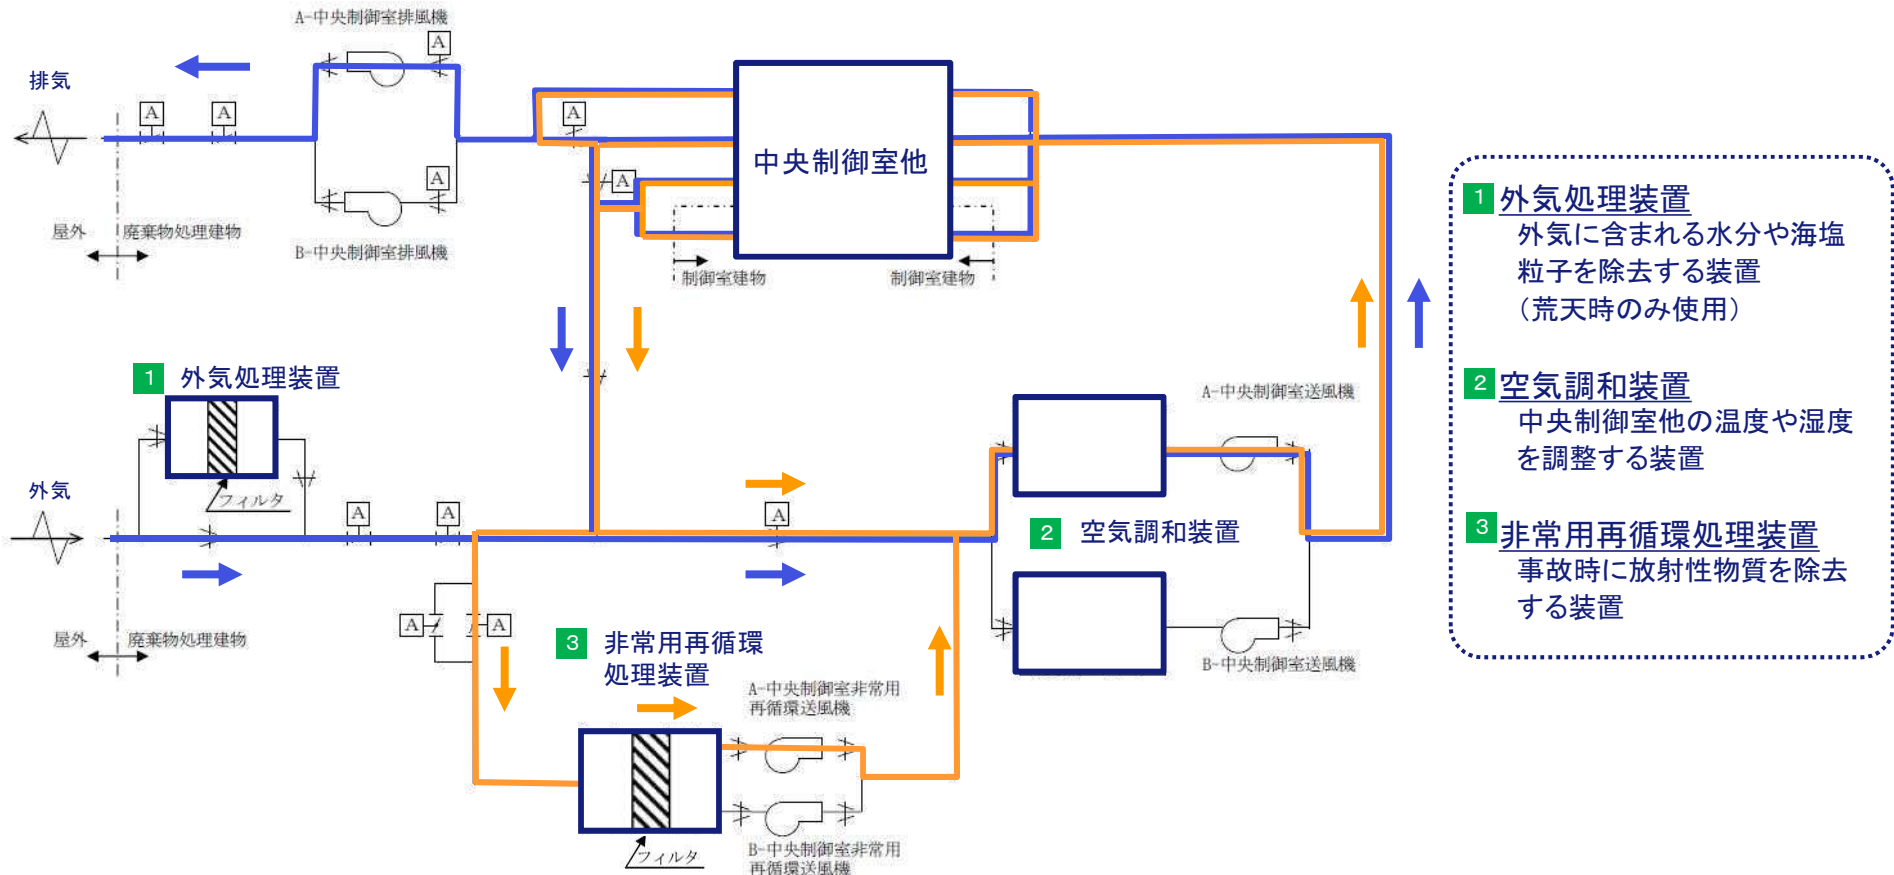 A-中央制御室排風機
A
排気
A
A
A
中央制御室他
A
A
屋外
廃棄物処理建物
B-中央制御室排風機
制御室建物
制御室建物
1 外気処理装置
外気に含まれる水分や海塩
粒子を除去する装置
(荒天時のみ使用)
2 空気調和装置
中央制御室他の温度や湿度
を調整する装置
3 非常用再循環処理装置
事故時に放射性物質を除去
する装置
1 外気処理装置
フィルタ
外気
A
A
A
A-中央制御室送風機
2 空気調和装置
屋外
廃棄物処理建物
A
A
3 非常用再循環
処理装置
B-中央制御室送風機
A-中央制御室非常用
再循環送風機
フィルタ
B-中央制御室非常用
再循環送風機